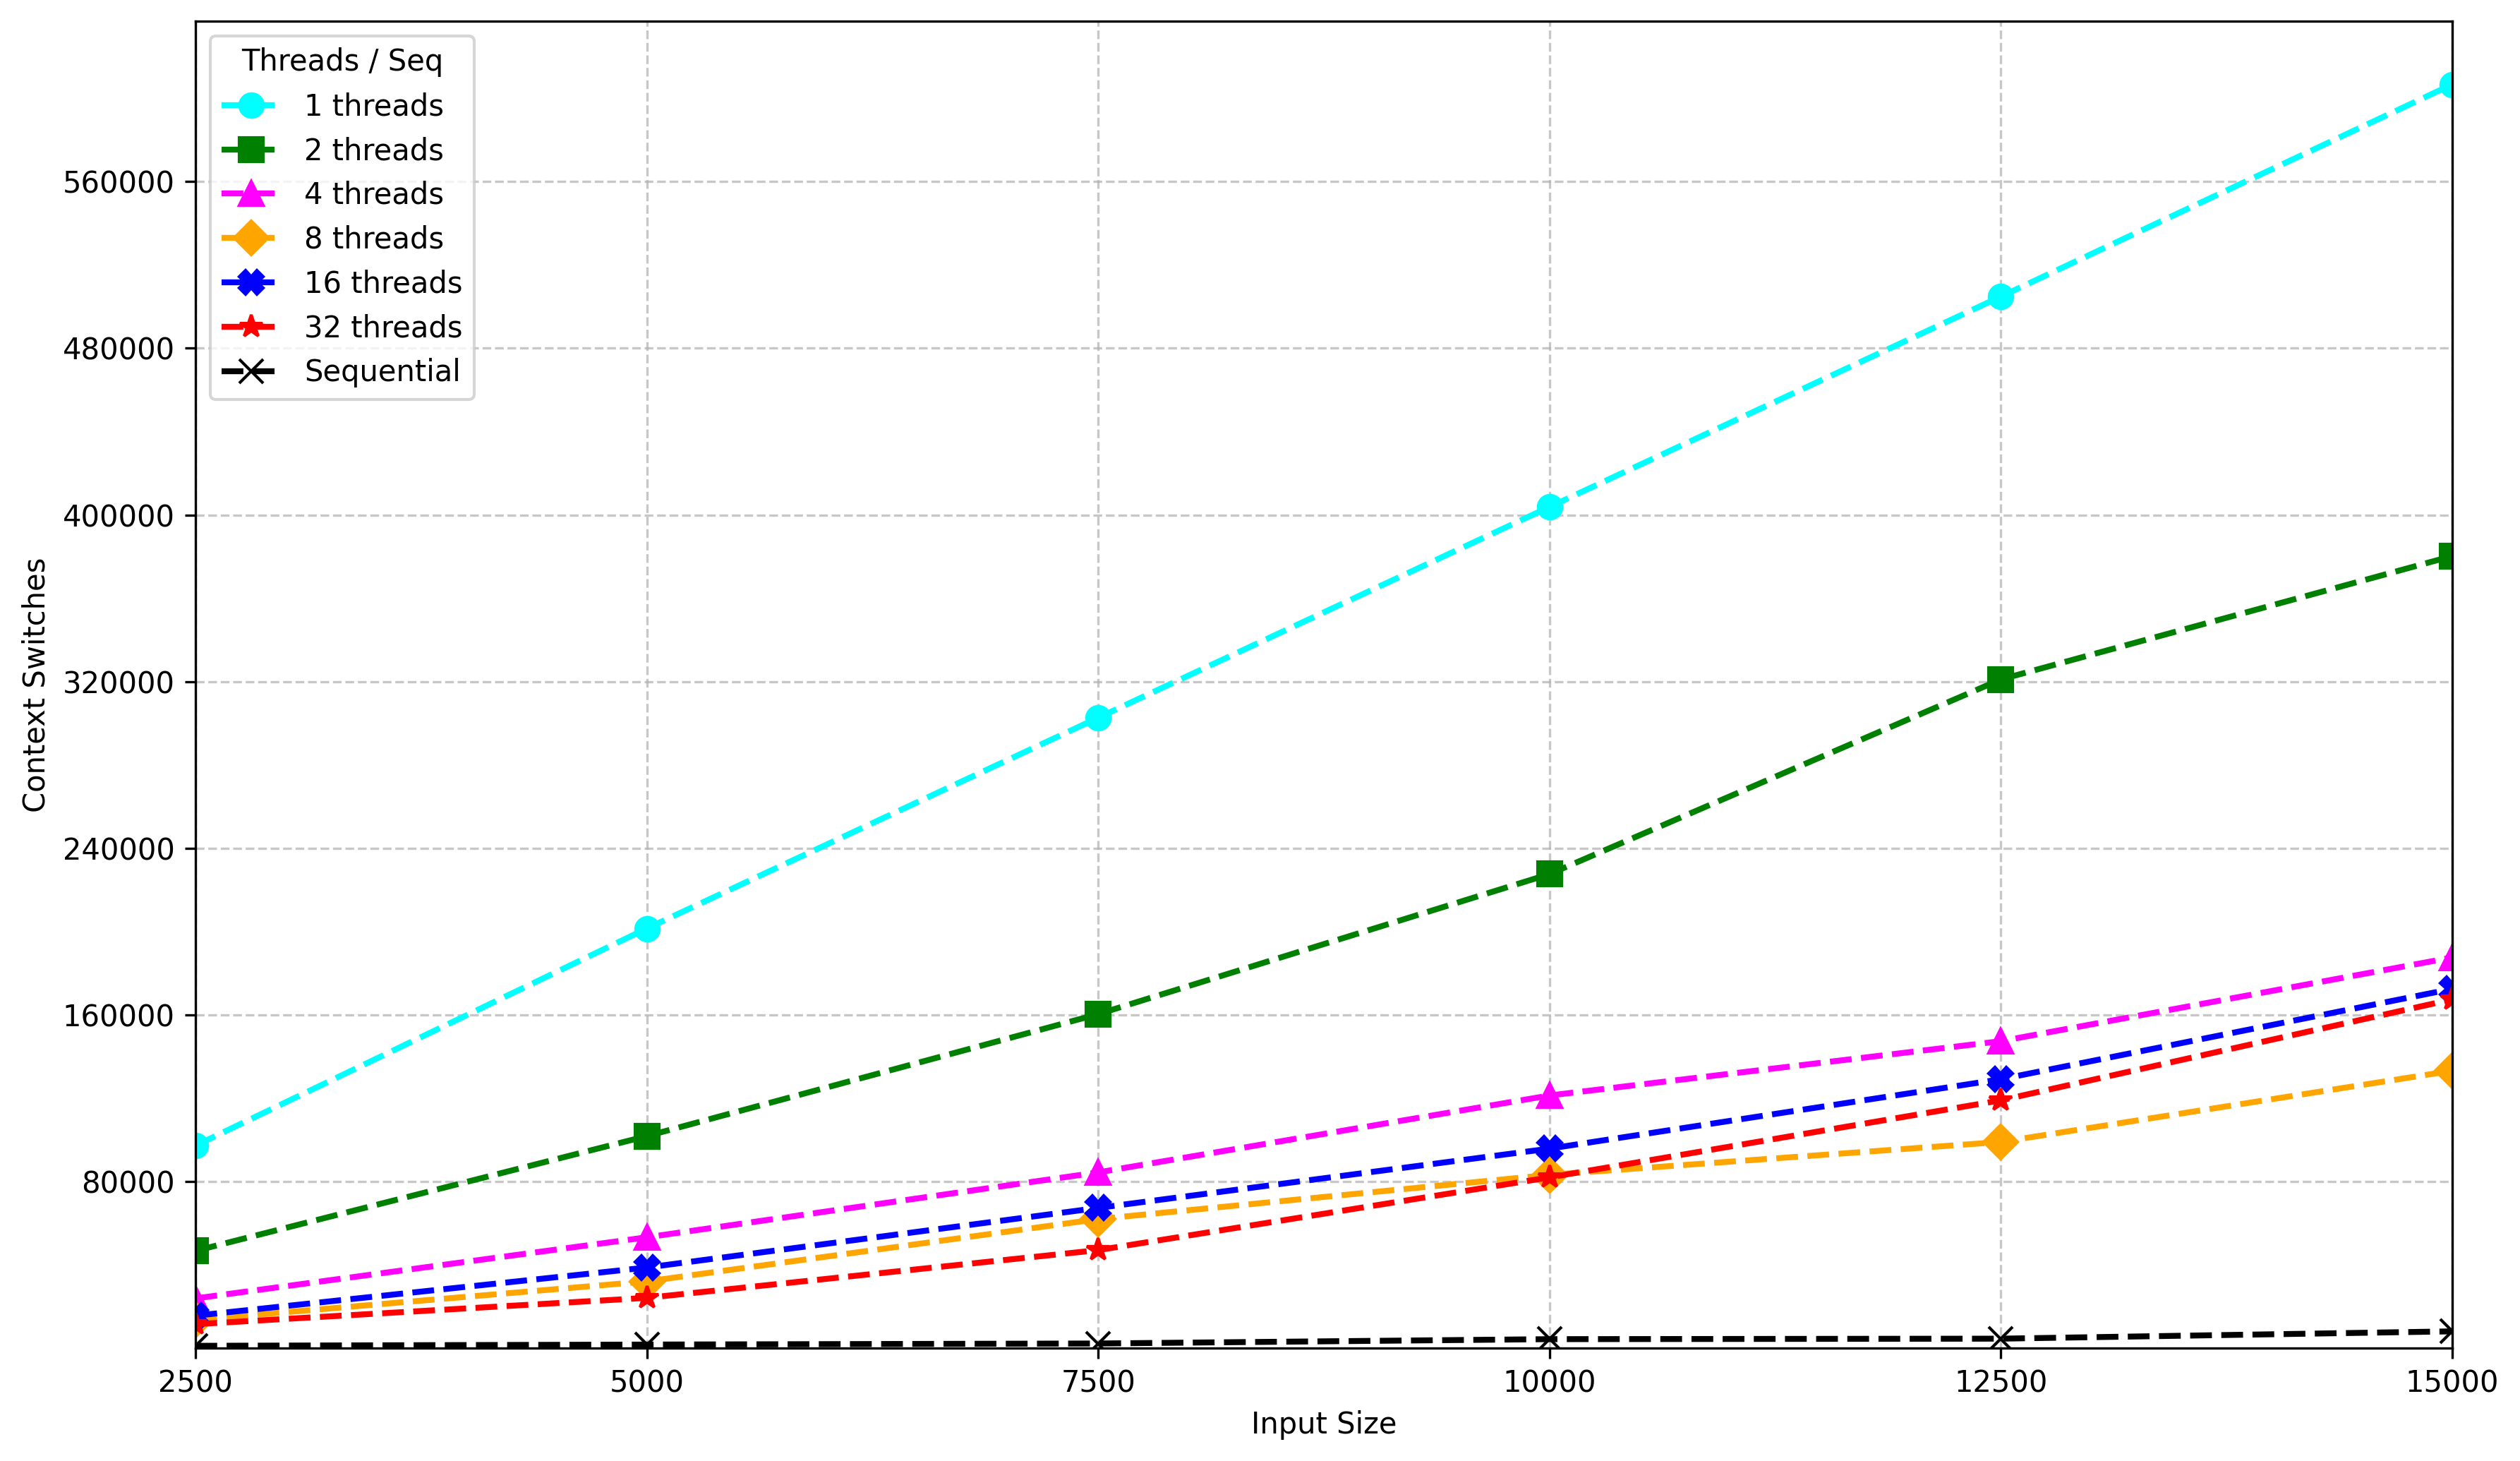 Threads / Seq
1 threads
2 threads
4 threads
8 threads
16 threads
32 threads
Sequential
Context Switches
560000
480000
400000
320000
240000
160000
80000
2500 5000 7500 10000 12500 15000
Input Size